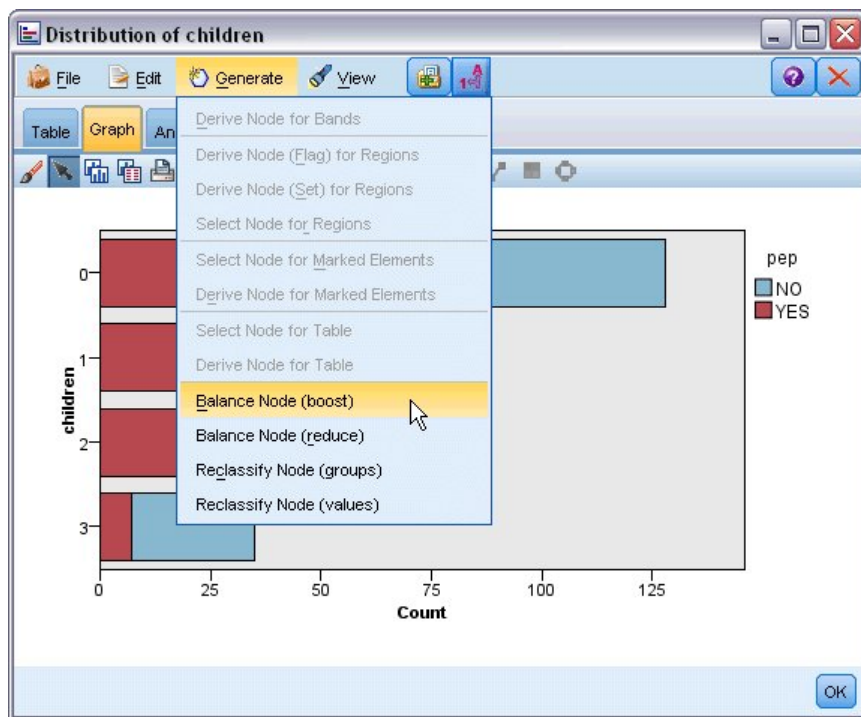 Distribution of children
File Edit Generate View
Table Graph An
Derive Node for Bands
Derive Node (Flag) for Regions
Derive Node (Set) for Regions
Select Node for Regions
Select Node for Marked Elements
Derive Node for Marked Elements
Select Node for Table
Derive Node for Table
Balance Node (boost)
Balance Node (reduce)
Reclassify Node (groups)
Reclassify Node (values)
pep
NO
YES
children
0
1
2
3
0 25 50 75 100 125
Count
OK